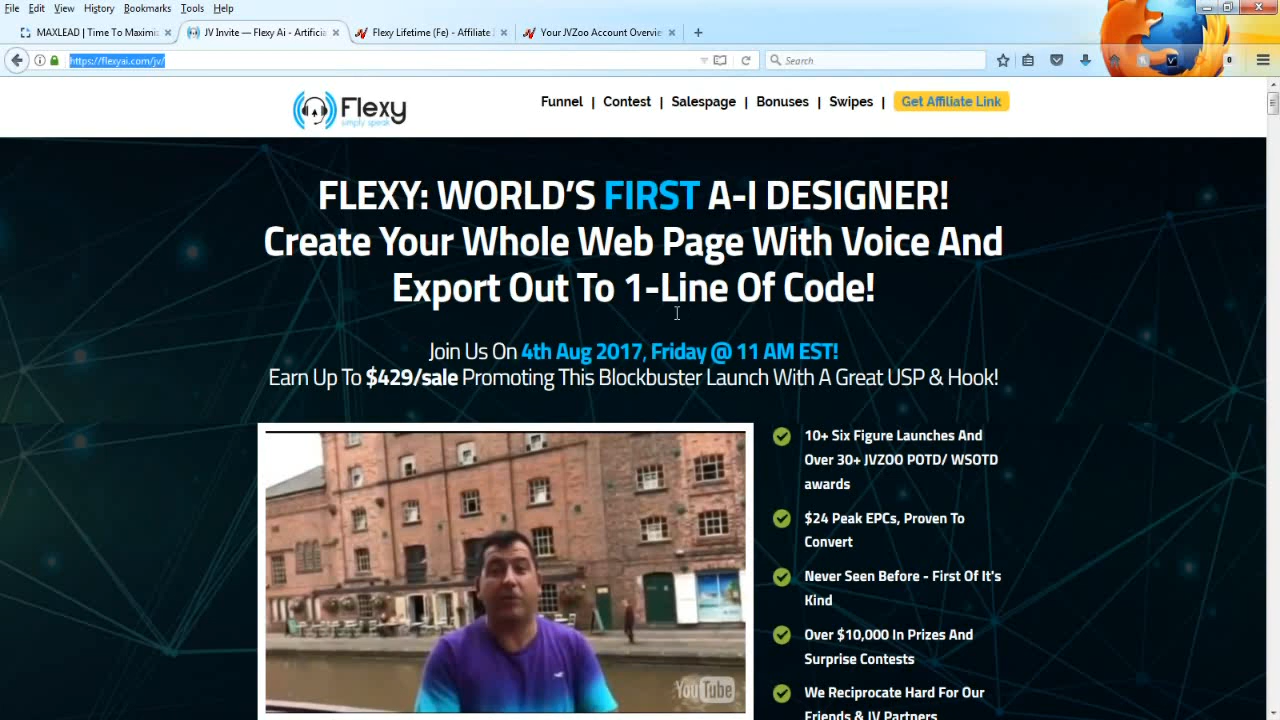 File Edit View History Bookmarks Tools Help
MAXLEAD | Time To Maximi
JV Invite — Flexy Ai - Artificia
Flexy Lifetime (Fe) - Affiliate
Your JVZoo Account Overvie
https://flexyai.com/jv/
Search
Flexy
simply speak
Funnel | Contest | Salespage | Bonuses | Swipes | Get Affiliate Link
FLEXY: WORLD'S FIRST A-I DESIGNER!
Create Your Whole Web Page With Voice And
Export Out To 1-Line Of Code!
Join Us On 4th Aug 2017, Friday @ 11 AM EST!
Earn Up To $429/sale Promoting This Blockbuster Launch With A Great USP & Hook!
10+ Six Figure Launches And
Over 30+ JVZOO POTD/ WSOTD
awards
$24 Peak EPCs, Proven To
Convert
Never Seen Before - First Of It's
Kind
Over $10,000 In Prizes And
Surprise Contests
We Reciprocate Hard For Our
Friends & JV Partners
YouTube